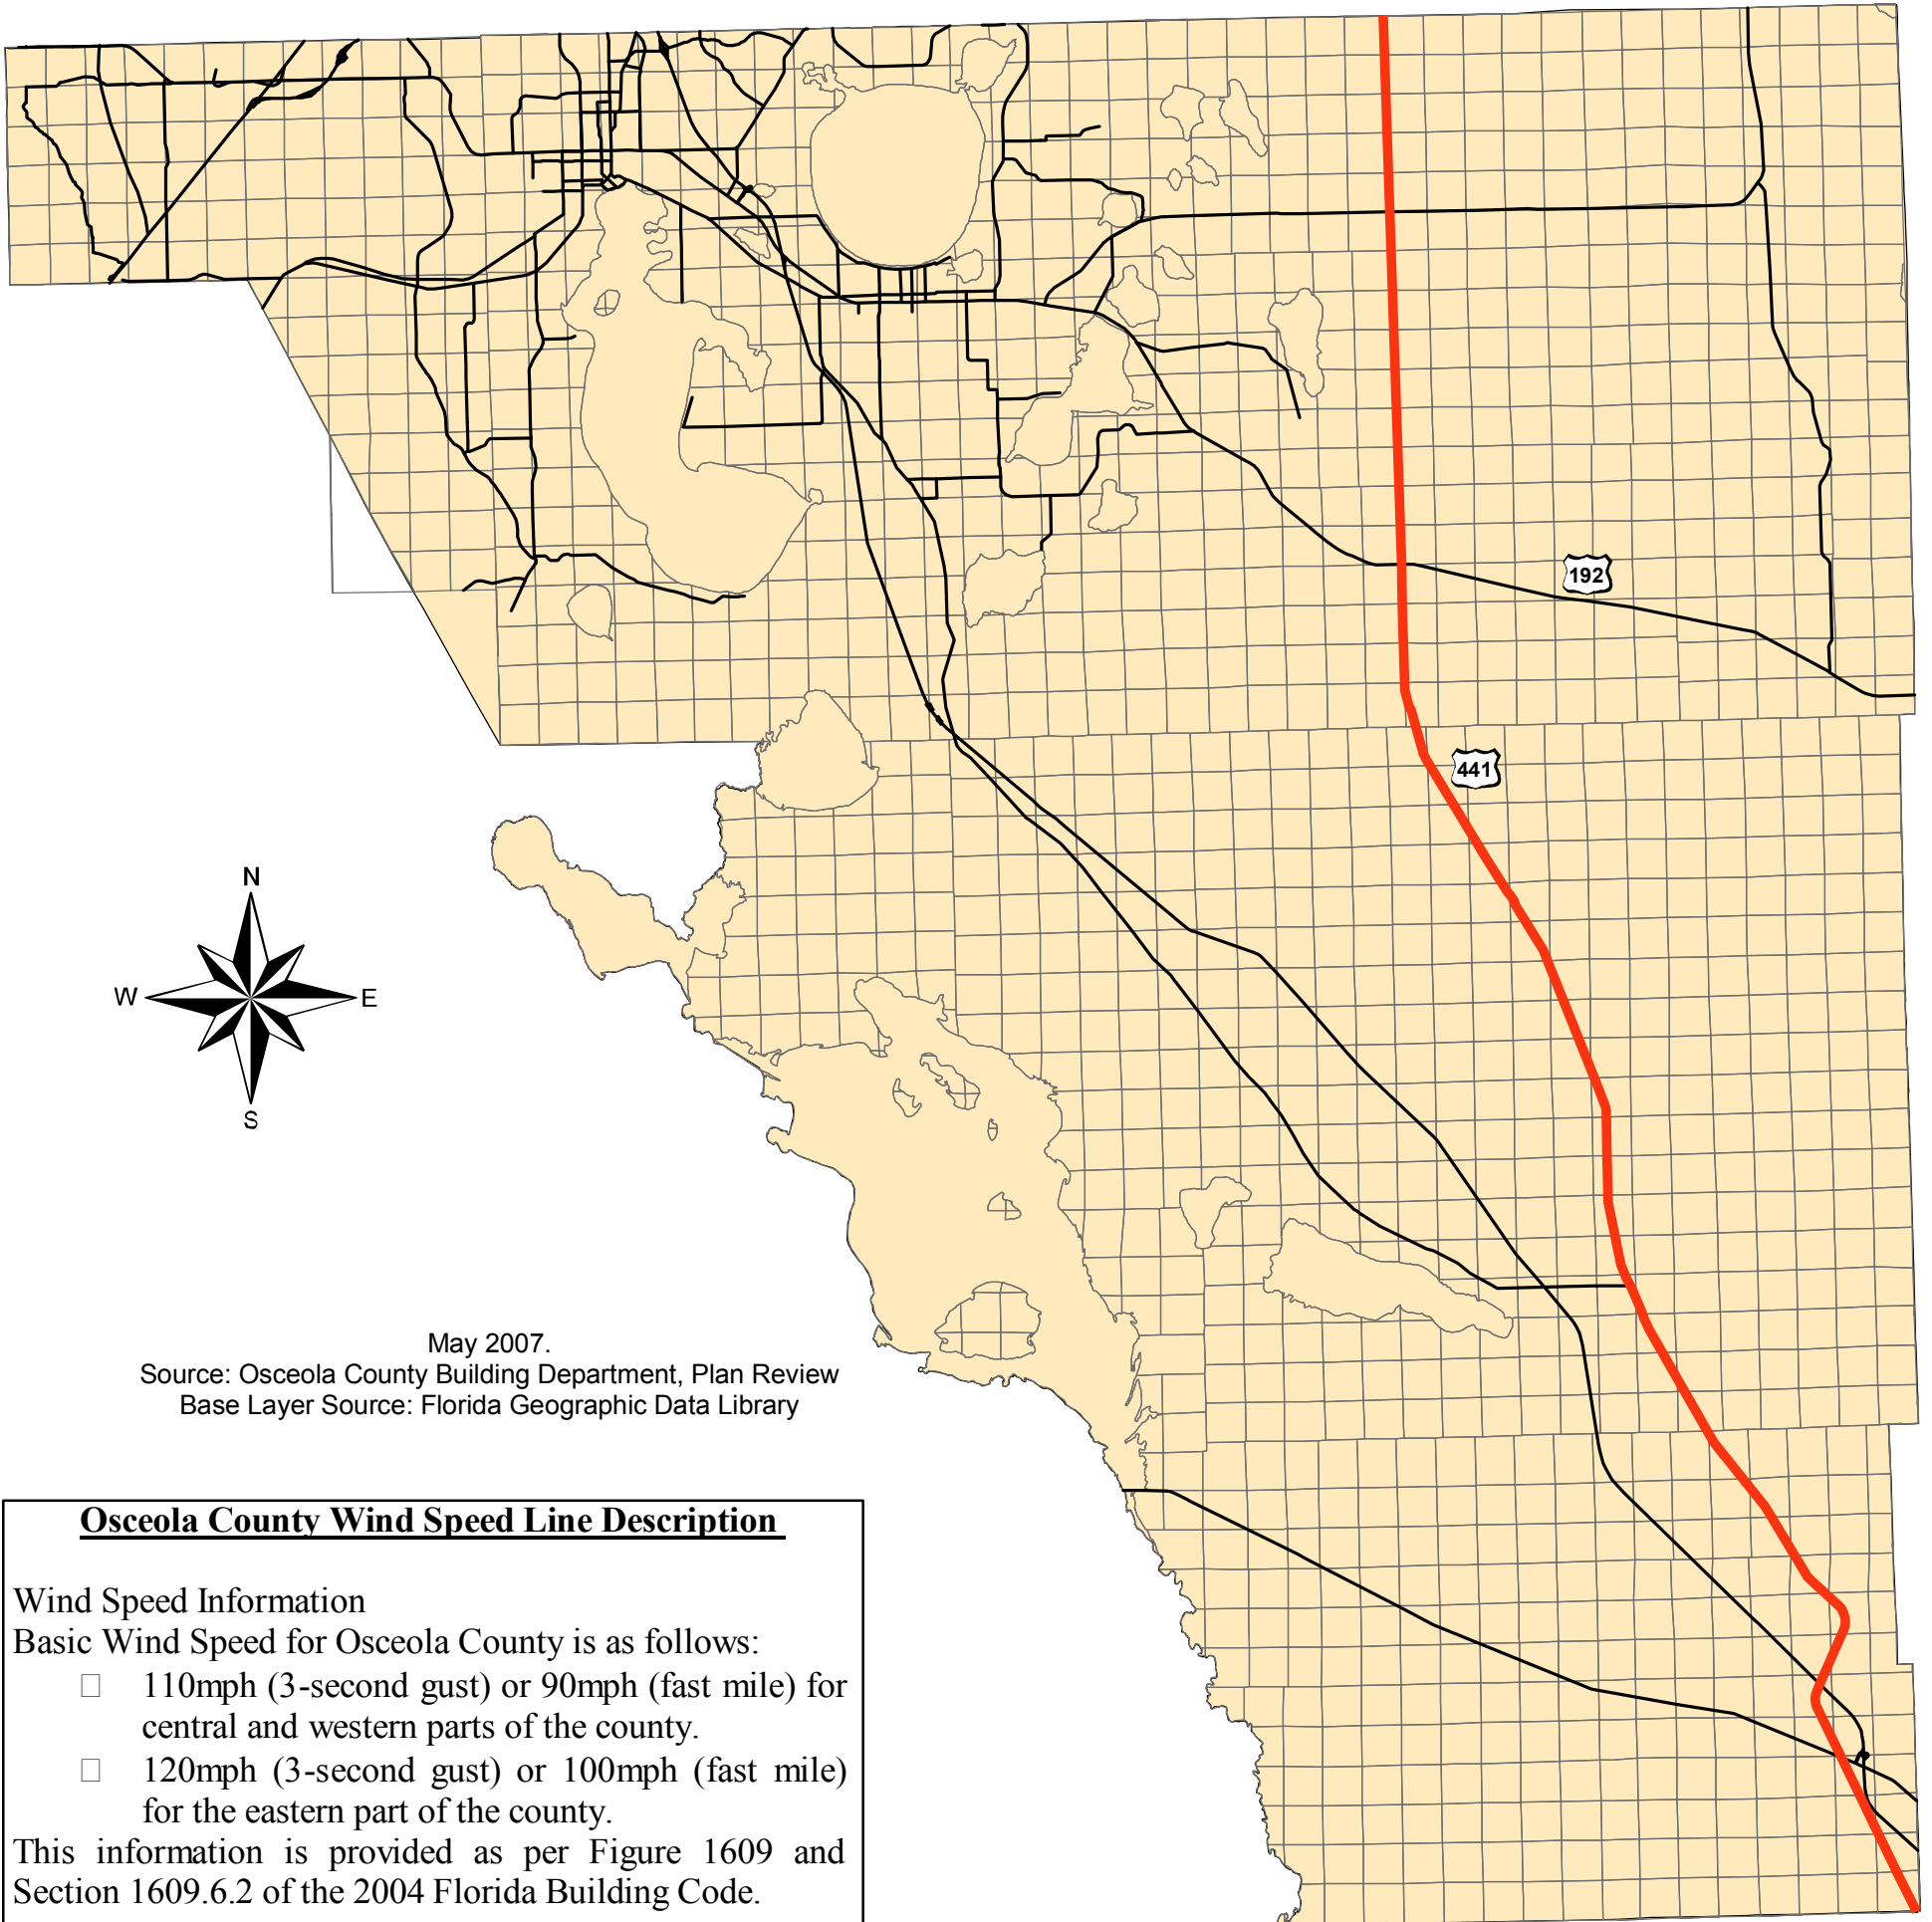 192
441
N
W
E
S
May 2007.
Source: Osceola County Building Department, Plan Review
Base Layer Source: Florida Geographic Data Library
Osceola County Wind Speed Line Description
Wind Speed Information
Basic Wind Speed for Osceola County is as follows:
110mph (3-second gust) or 90mph (fast mile) for
central and western parts of the county.
120mph (3-second gust) or 100mph (fast mile)
for the eastern part of the county.
This information is provided as per Figure 1609 and
Section 1609.6.2 of the 2004 Florida Building Code.